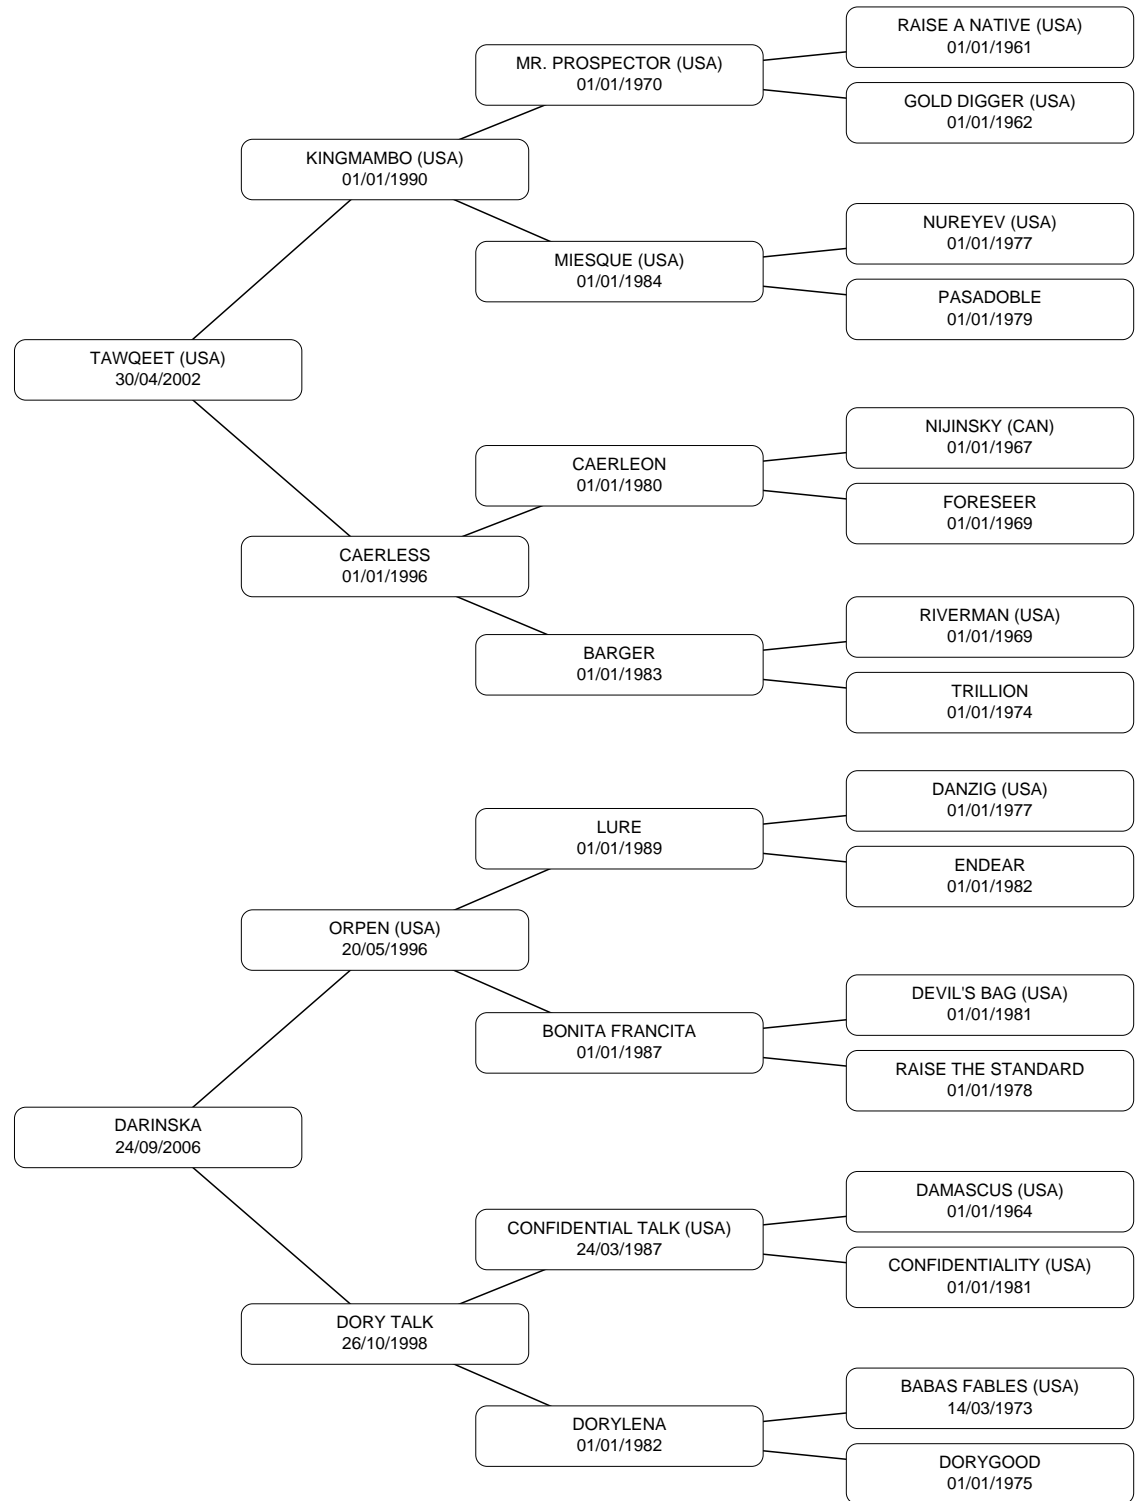 RAISE A NATIVE (USA)
01/01/1961
MR. PROSPECTOR (USA)
01/01/1970
GOLD DIGGER (USA)
01/01/1962
KINGMAMBO (USA)
01/01/1990
NUREYEV (USA)
01/01/1977
MIESQUE (USA)
01/01/1984
PASADOBLE
01/01/1979
TAWQEET (USA)
30/04/2002
NIJINSKY (CAN)
01/01/1967
CAERLEON
01/01/1980
FORESEER
01/01/1969
CAERLESS
01/01/1996
RIVERMAN (USA)
01/01/1969
BARGER
01/01/1983
TRILLION
01/01/1974
DANZIG (USA)
01/01/1977
LURE
01/01/1989
ENDEAR
01/01/1982
ORPEN (USA)
20/05/1996
DEVIL'S BAG (USA)
01/01/1981
BONITA FRANCITA
01/01/1987
RAISE THE STANDARD
01/01/1978
DARINSKA
24/09/2006
DAMASCUS (USA)
01/01/1964
CONFIDENTIAL TALK (USA)
24/03/1987
CONFIDENTIALITY (USA)
01/01/1981
DORY TALK
26/10/1998
BABAS FABLES (USA)
14/03/1973
DORYLENA
01/01/1982
DORYGOOD
01/01/1975